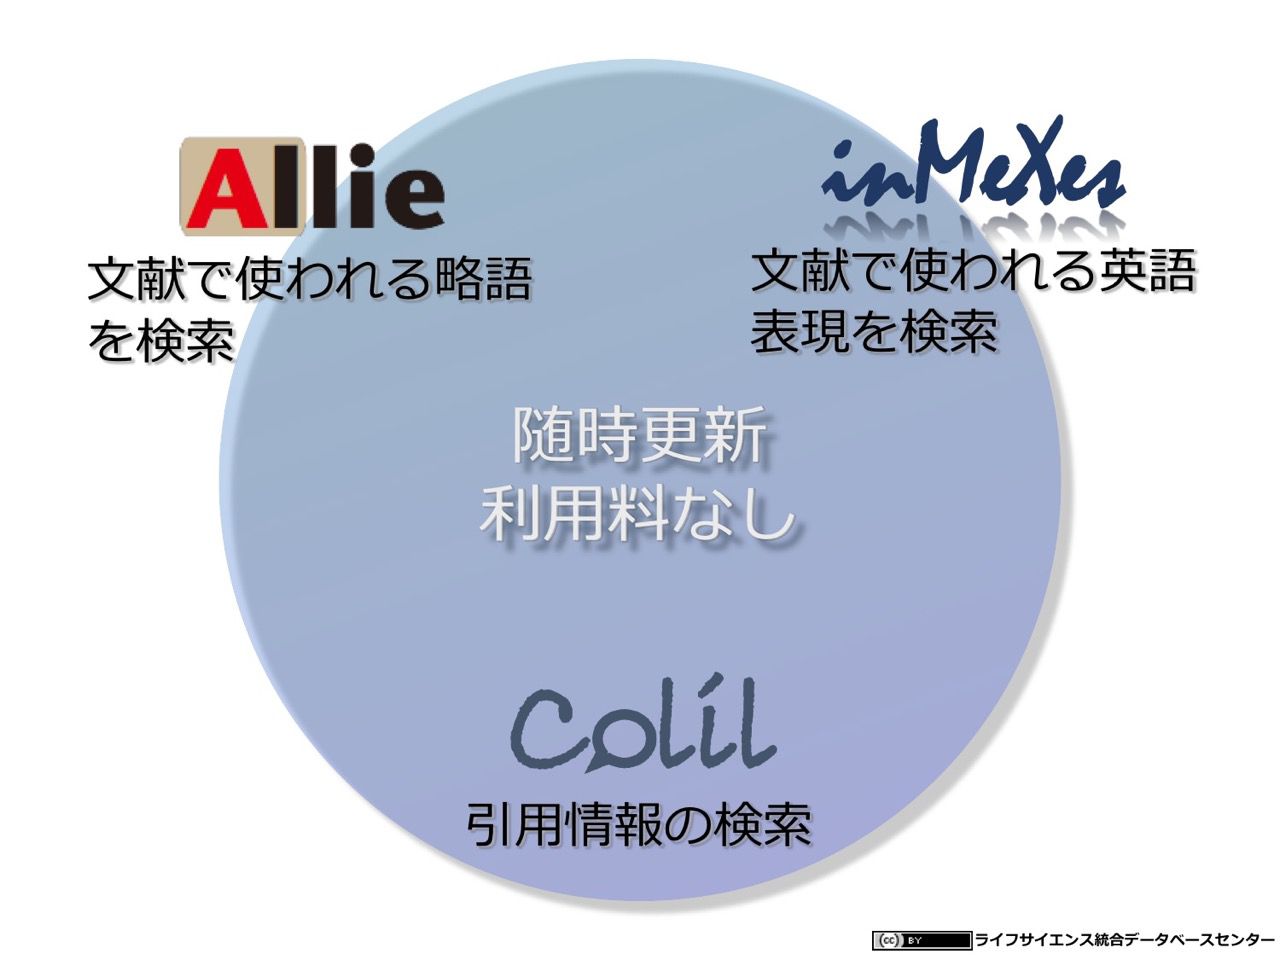 Allie
文献で使われる略語
を検索
inMeXes
文献で使われる英語
表現を検索
随時更新
利用料なし
Colil
引用情報の検索
cc BY ライフサイエンス統合データベースセンター